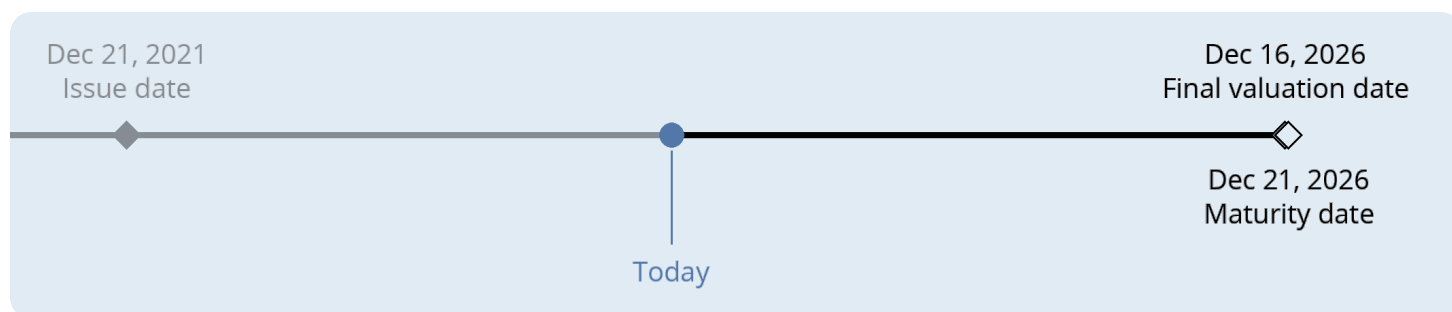 Dec 21, 2021
Issue date
Dec 16, 2026
Final valuation date
Dec 21, 2026
Maturity date
Today